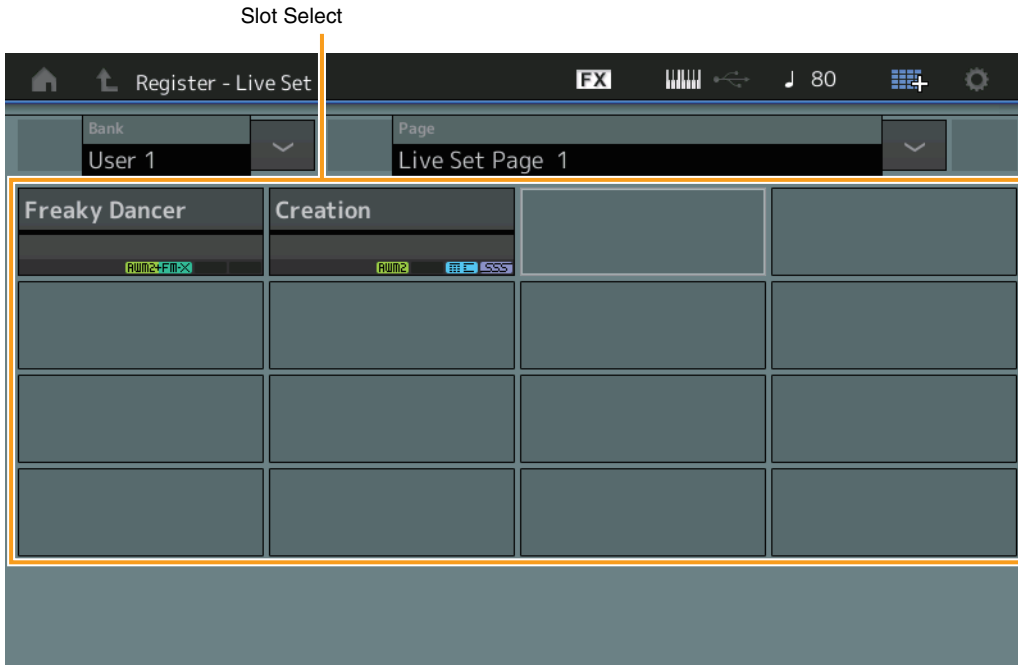 Slot Select
Register - Live Set
FX
80
Bank
User 1
Page
Live Set Page 1
Freaky Dancer
Creation
AWM2+FM-X
AWM2
SSS